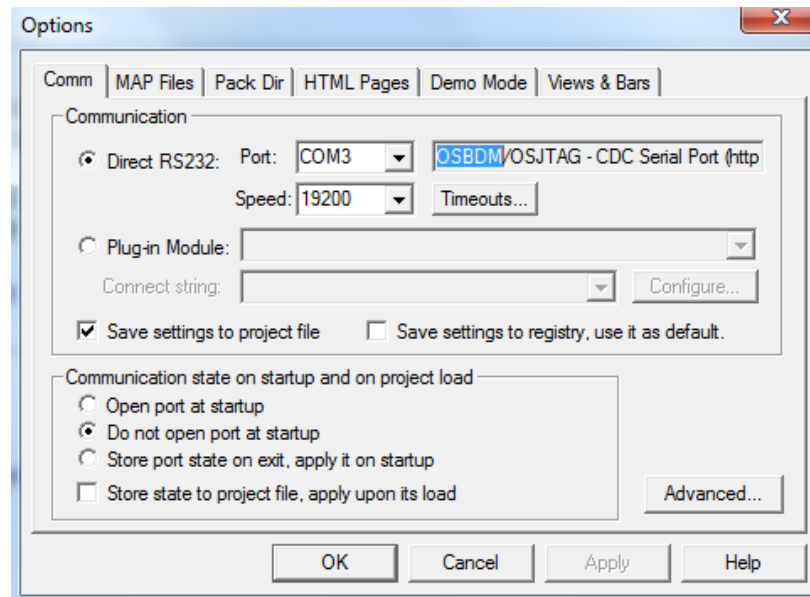 Options
Comm MAP Files Pack Dir HTML Pages Demo Mode Views & Bars
Communication
Direct RS232: Port: COM3 OSBDM/OSJTAG - CDC Serial Port (http
Speed: 19200 Timeouts...
Plug-in Module:
Connect string: Configure...
Save settings to project file Save settings to registry, use it as default.
Communication state on startup and on project load
Open port at startup
Do not open port at startup
Store port state on exit, apply it on startup
Store state to project file, apply upon its load Advanced...
OK Cancel Apply Help